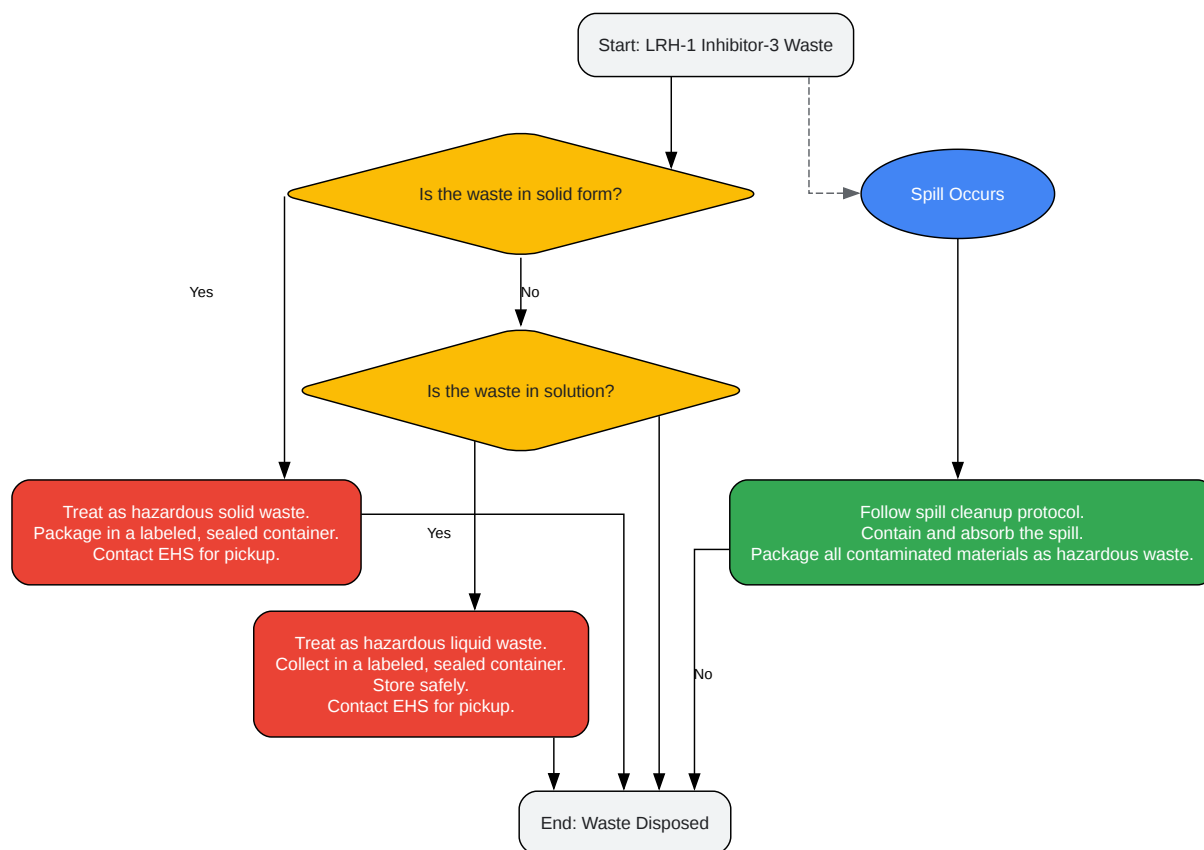 Start: LRH-1 Inhibitor-3 Waste
Is the waste in solid form?
Spill Occurs
Yes
No
Is the waste in solution?
Treat as hazardous solid waste.
Package in a labeled, sealed container.
Contact EHS for pickup.
Yes
Follow spill cleanup protocol.
Contain and absorb the spill.
Package all contaminated materials as hazardous waste.
Treat as hazardous liquid waste.
Collect in a labeled, sealed container.
Store safely.
Contact EHS for pickup.
No
End: Waste Disposed